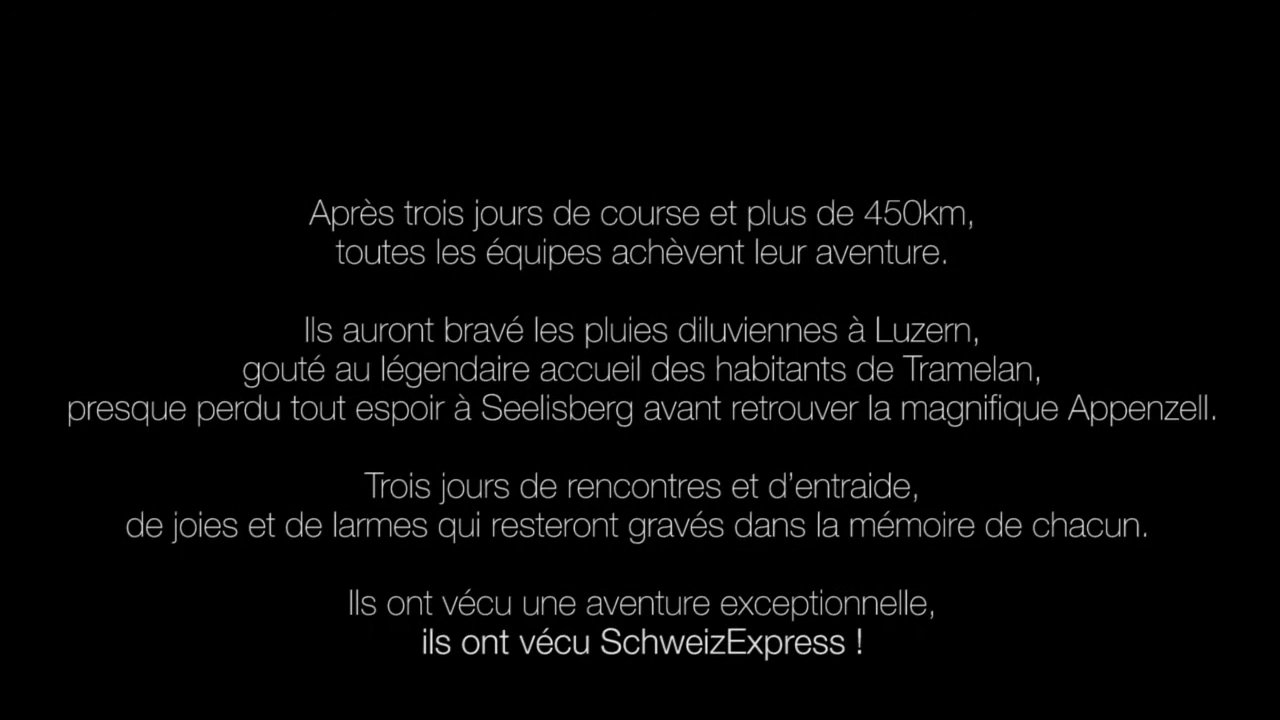 Après trois jours de course et plus de 450km,
toutes les équipes achèvent leur aventure.
Ils auront bravé les pluies diluviennes à Luzern,
gouté au légendaire accueil des habitants de Tramelan,
presque perdu tout espoir à Seelisberg avant retrouver la magnifique Appenzell.
Trois jours de rencontres et d'entraide,
de joies et de larmes qui resteront gravés dans la mémoire de chacun.
Ils ont vécu une aventure exceptionnelle,
ils ont vécu SchweizExpress !